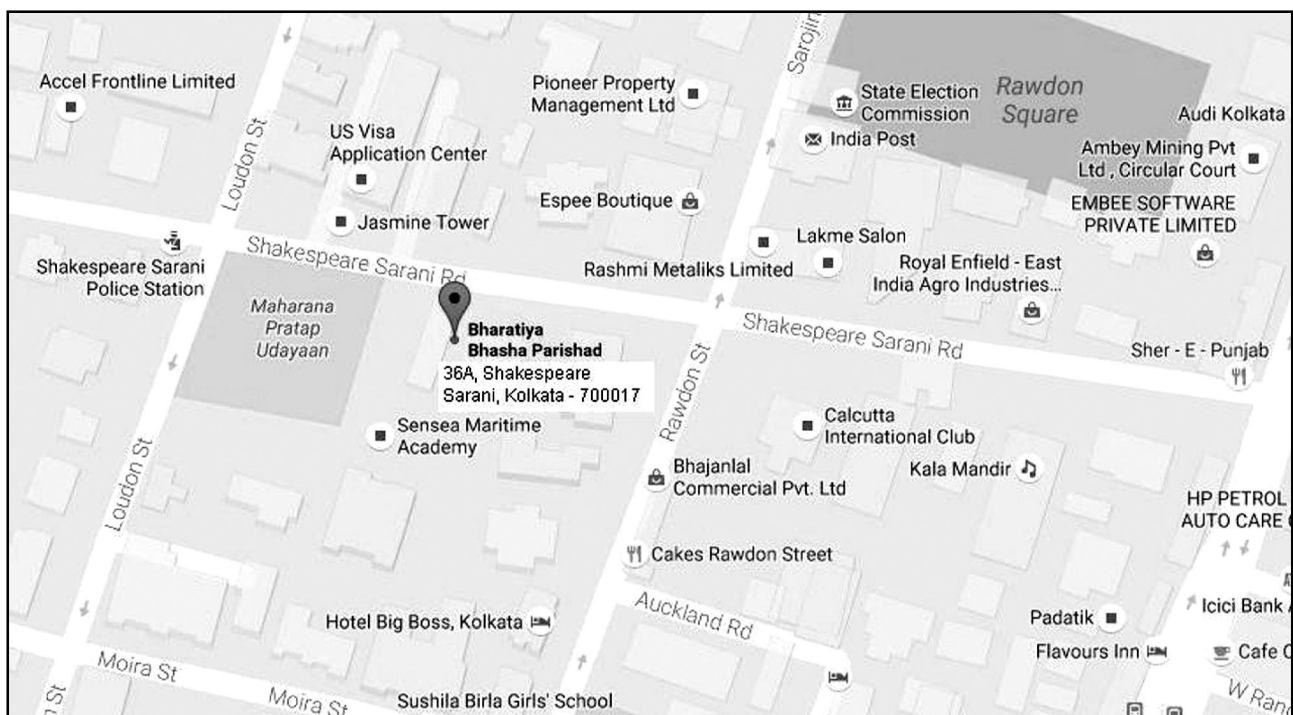 Sarojin
Accel Frontline Limited
Loudon St
US Visa
Application Center
Jasmine Tower
Pioneer Property
Management Ltd
State Election
Commission
India Post
Rawdon
Square
Audi Kolkata
Ambey Mining Pvt
Ltd , Circular Court
Espee Boutique
EMBEE SOFTWARE
PRIVATE LIMITED
Shakespeare Sarani
Police Station
Shakespeare Sarani Rd
Rashmi Metaliks Limited
Lakme Salon
Royal Enfield - East
India Agro Industries...
Maharana
Pratap
Udayaan
Bharatiya
Bhasha Parishad
36A, Shakespeare
Sarani, Kolkata - 700017
Shakespeare Sarani Rd
Sher - E - Punjab
Rawdon St
Sensea Maritime
Academy
Calcutta
International Club
Loudon St
Bhajanlal
Commercial Pvt. Ltd
Kala Mandir
HP PETROL
AUTO CARE
Cakes Rawdon Street
Auckland Rd
Hotel Big Boss, Kolkata
Padatik
Icici Bank
Flavours Inn
Cafe
Moira St
Moira St
Sushila Birla Girls' School
n St
W Ran